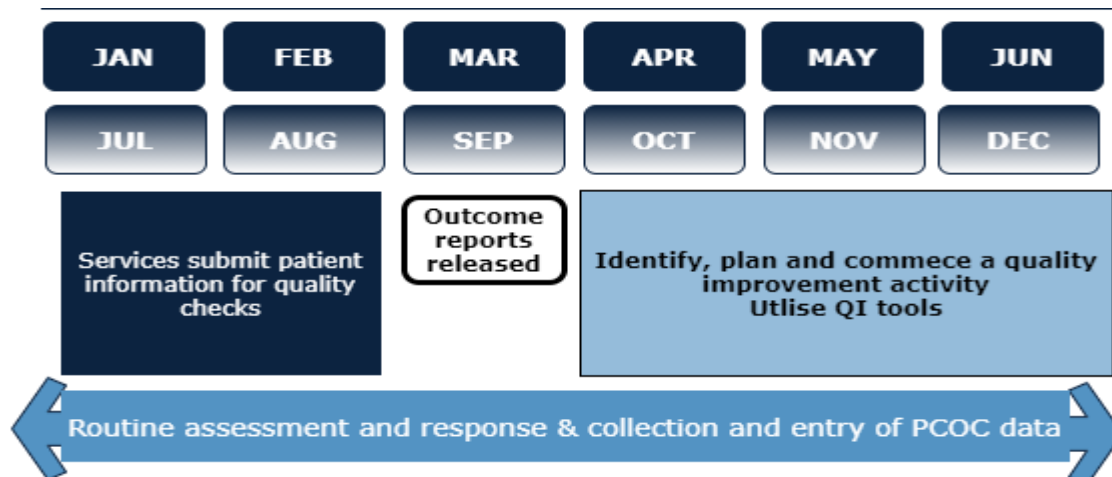 JAN FEB MAR APR MAY JUN
JUL AUG SEP OCT NOV DEC
Services submit patient
information for quality
checks
Outcome
reports
released
Identify, plan and commece a quality
improvement activity
Utlise QI tools
Routine assessment and response & collection and entry of PCOC data